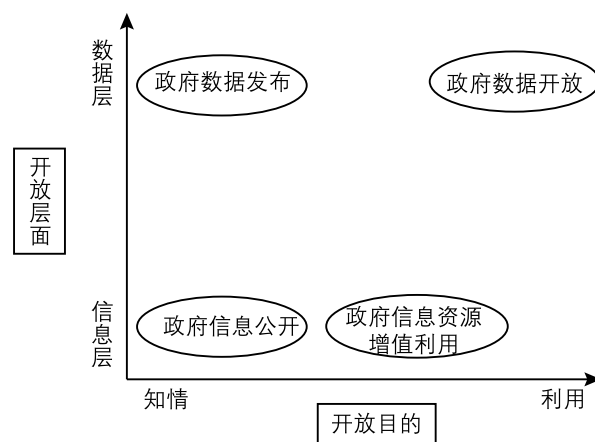 数据层
政府数据发布
政府数据开放
开放层面
信息层
政府信息公开
政府信息资源
增值利用
知情
利用
开放目的